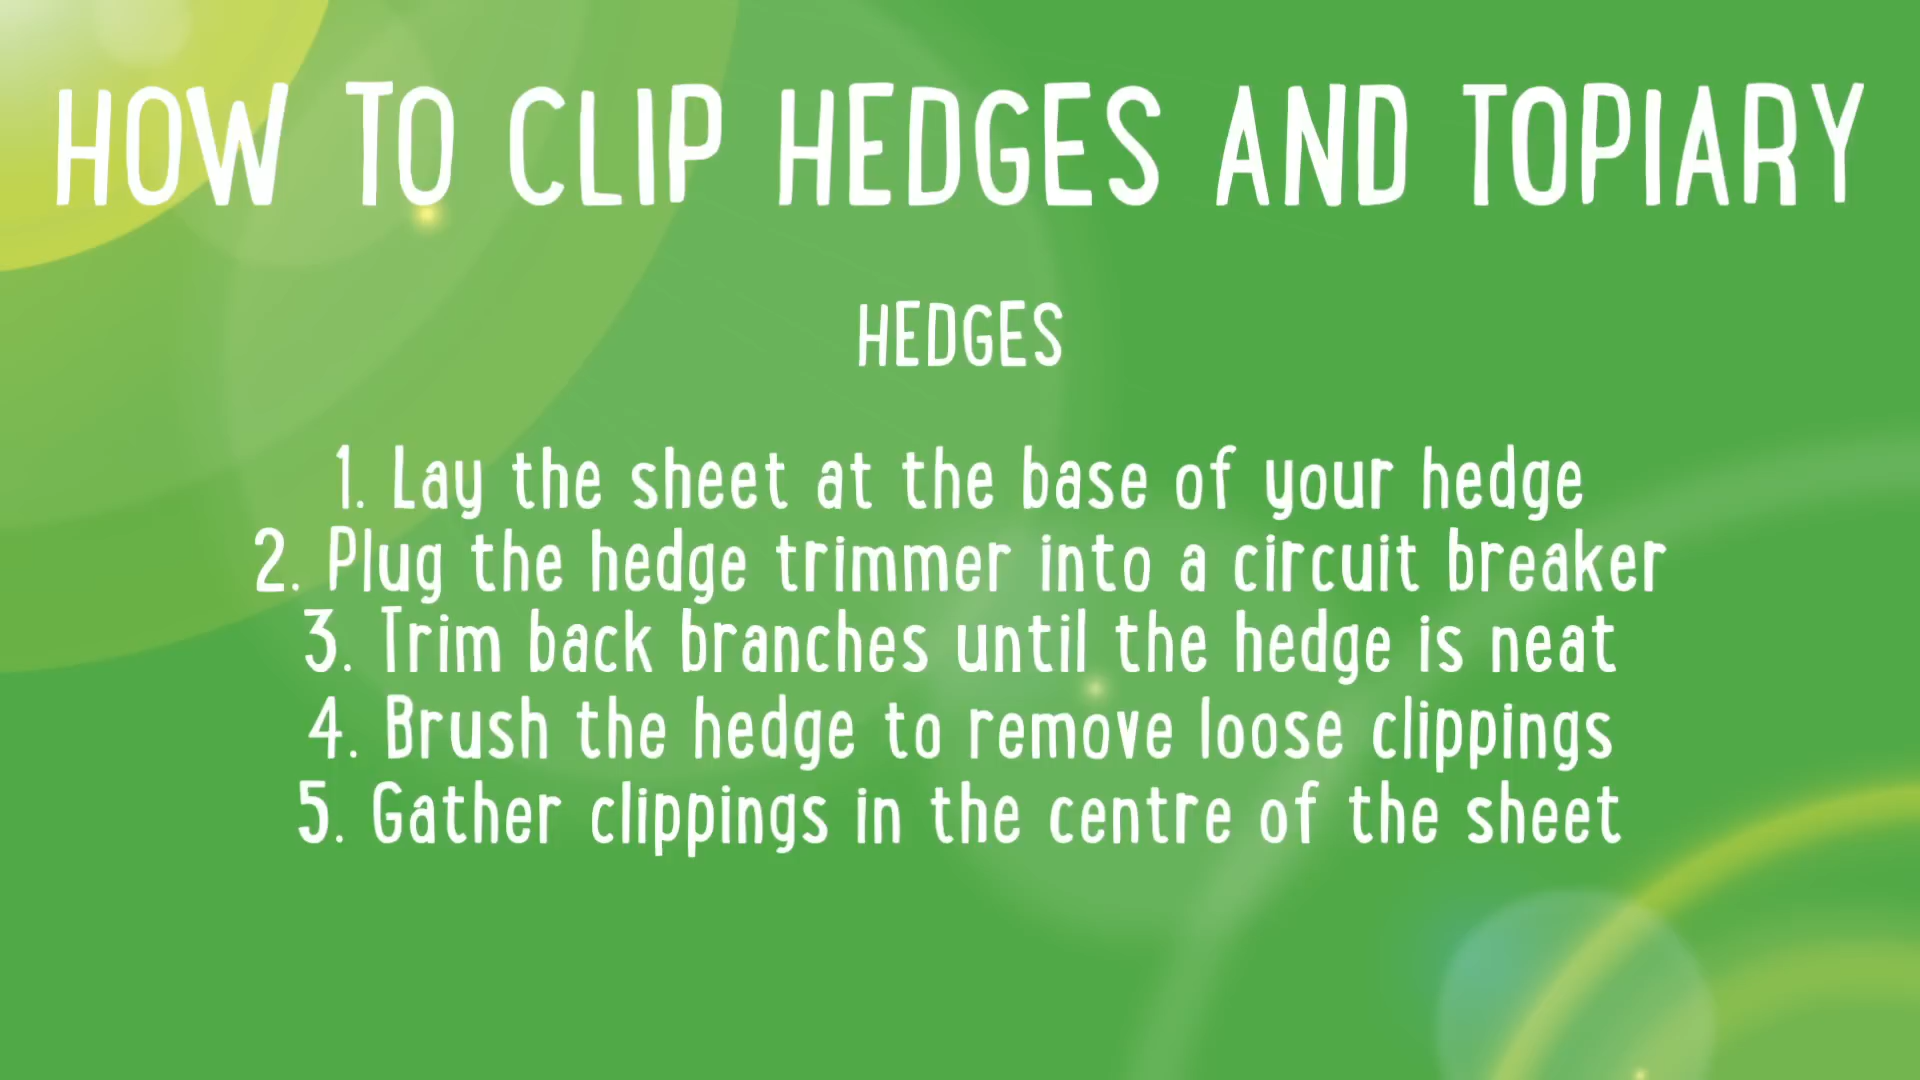 HOW TO CLIP HEDGES AND TOPIARY
HEDGES
1. Lay the sheet at the base of your hedge
2. Plug the hedge trimmer into a circuit breaker
3. Trim back branches until the hedge is neat
4. Brush the hedge to remove loose clippings
5. Gather clippings in the centre of the sheet